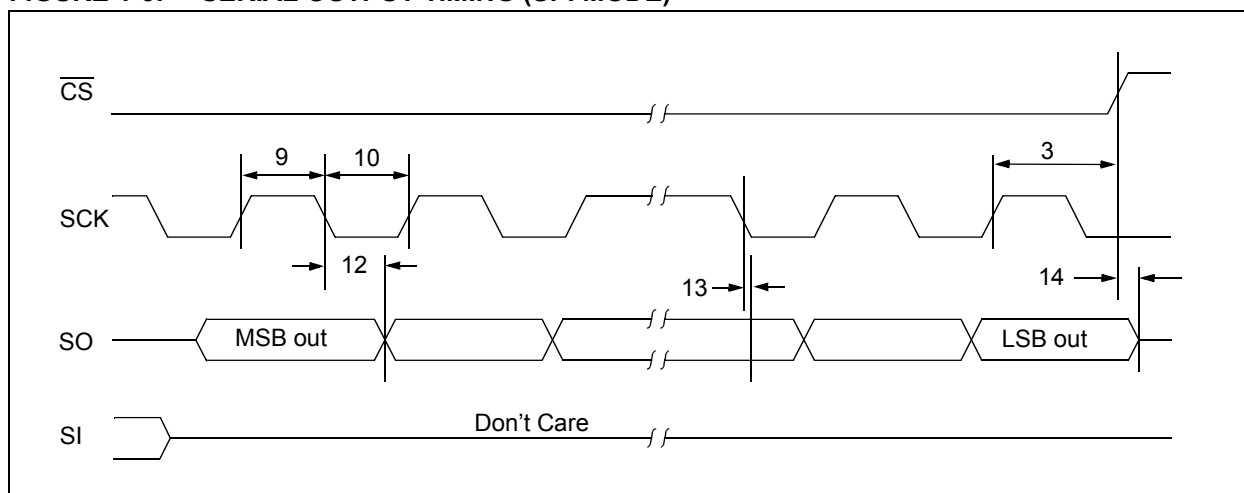 CS
9
10
3
SCK
12
13
14
SO
MSB out
LSB out
SI
Don't Care